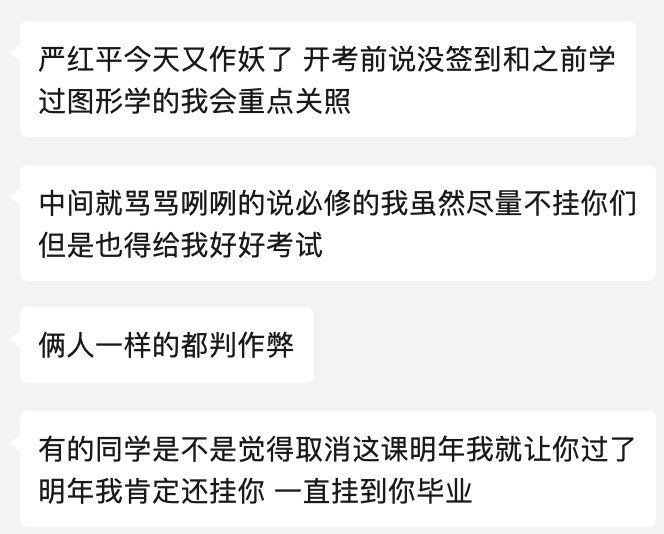 严红平今天又作妖了 开考前说没签到和之前学
过图形学的我会重点关照
中间就骂骂咧咧的说必修的我虽然尽量不挂你们
但是也得给我好好考试
俩人一样的都判作弊
有的同学是不是觉得取消这课明年我就让你过了
明年我肯定还挂你 一直挂到你毕业